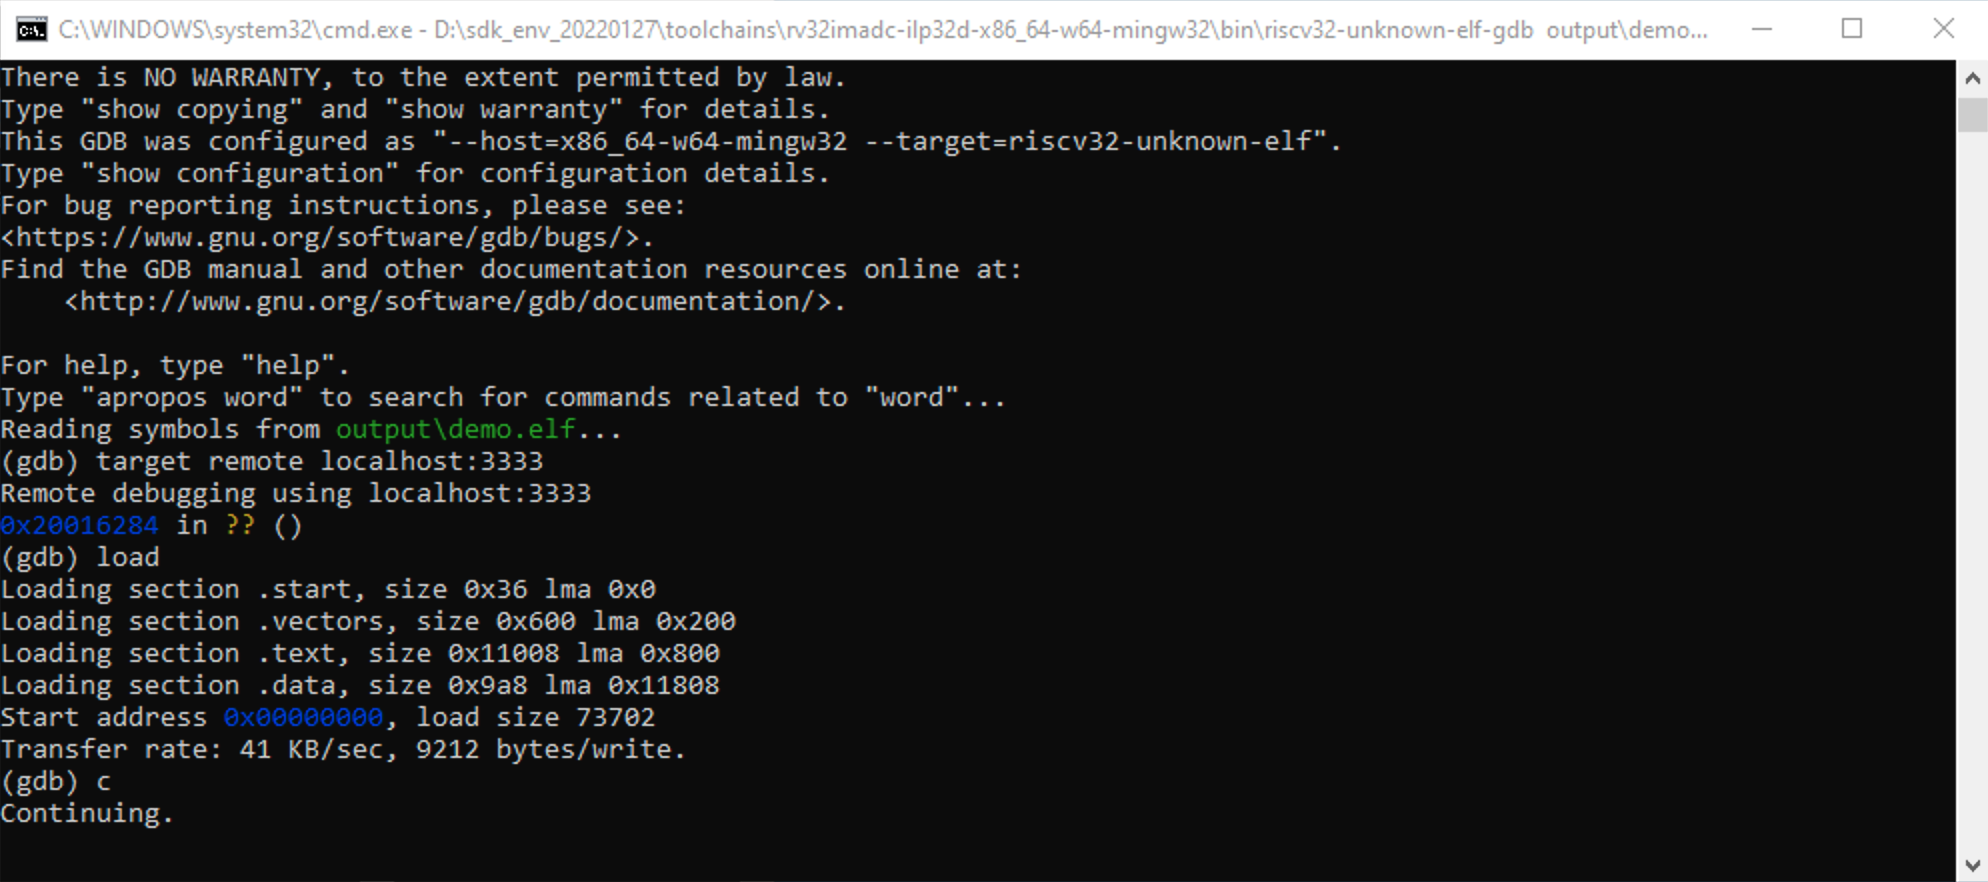 C:\WINDOWS\system32\cmd.exe - D:\sdk_env_20220127\toolchains\rv32imadc-ilp32d-x86_64-w64-mingw32\bin\riscv32-unknown-elf-gdb  output\demo...
There is NO WARRANTY, to the extent permitted by law.
Type "show copying" and "show warranty" for details.
This GDB was configured as "--host=x86_64-w64-mingw32 --target=riscv32-unknown-elf".
Type "show configuration" for configuration details.
For bug reporting instructions, please see:
<https://www.gnu.org/software/gdb/bugs/>.
Find the GDB manual and other documentation resources online at:
    <http://www.gnu.org/software/gdb/documentation/>.
For help, type "help".
Type "apropos word" to search for commands related to "word"...
Reading symbols from output\demo.elf...
(gdb) target remote localhost:3333
Remote debugging using localhost:3333
0x20016284 in ?? ()
(gdb) load
Loading section .start, size 0x36 lma 0x0
Loading section .vectors, size 0x600 lma 0x200
Loading section .text, size 0x11008 lma 0x800
Loading section .data, size 0x9a8 lma 0x11808
Start address 0x00000000, load size 73702
Transfer rate: 41 KB/sec, 9212 bytes/write.
(gdb) c
Continuing.